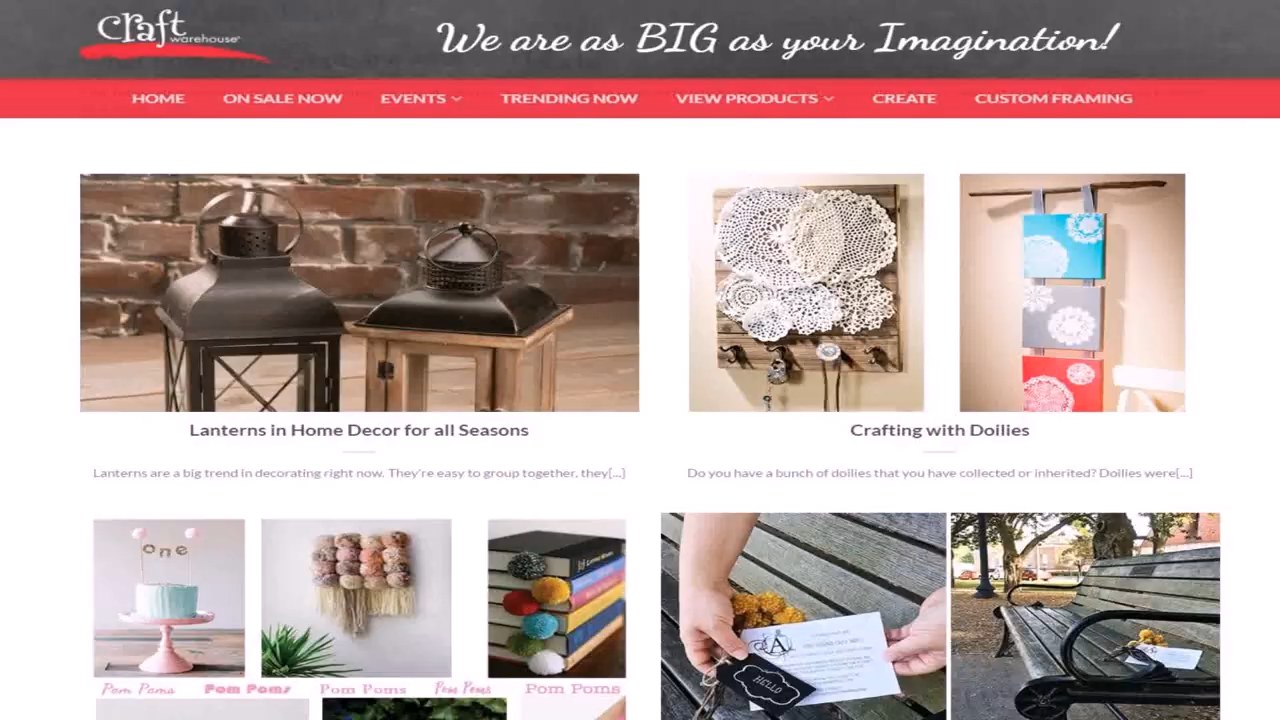 craft
warehouse
We are as BIG as your Imagination!
HOME ON SALE NOW EVENTS TRENDING NOW VIEW PRODUCTS CREATE CUSTOM FRAMING
Lanterns in Home Decor for all Seasons
Crafting with Doilies
Lanterns are a big trend in decorating right now. They're easy to group together, they[...]
Do you have a bunch of doilies that you have collected or inherited? Doilies were[...]
one
A
HELLO
Pom Poms Pom Poms Pom Poms Pom Poms Pom Poms